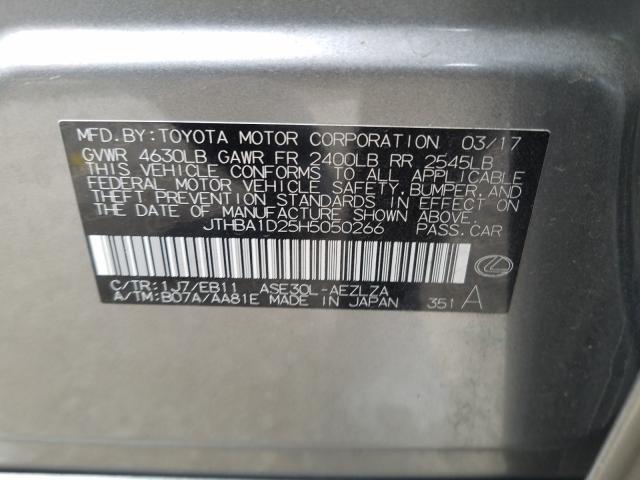 MFD. BY: TOYOTA MOTOR CORPORATION 03/17
GVWR 4630LB GAWR FR 2400LB RR 2545LB
THIS VEHICLE CONFORMS TO ALL APPLICABLE
FEDERAL MOTOR VEHICLE SAFETY, BUMPER, AND
THEFT PREVENTION STANDARDS IN EFFECT ON
THE DATE OF MANUFACTURE SHOWN ABOVE.
JTHBA1D25H5050266 PASS. CAR
C/TR: 1J7/EB11 ASE30L-AEZLZA
A/TM: B07A/AA81E MADE IN JAPAN 351 A